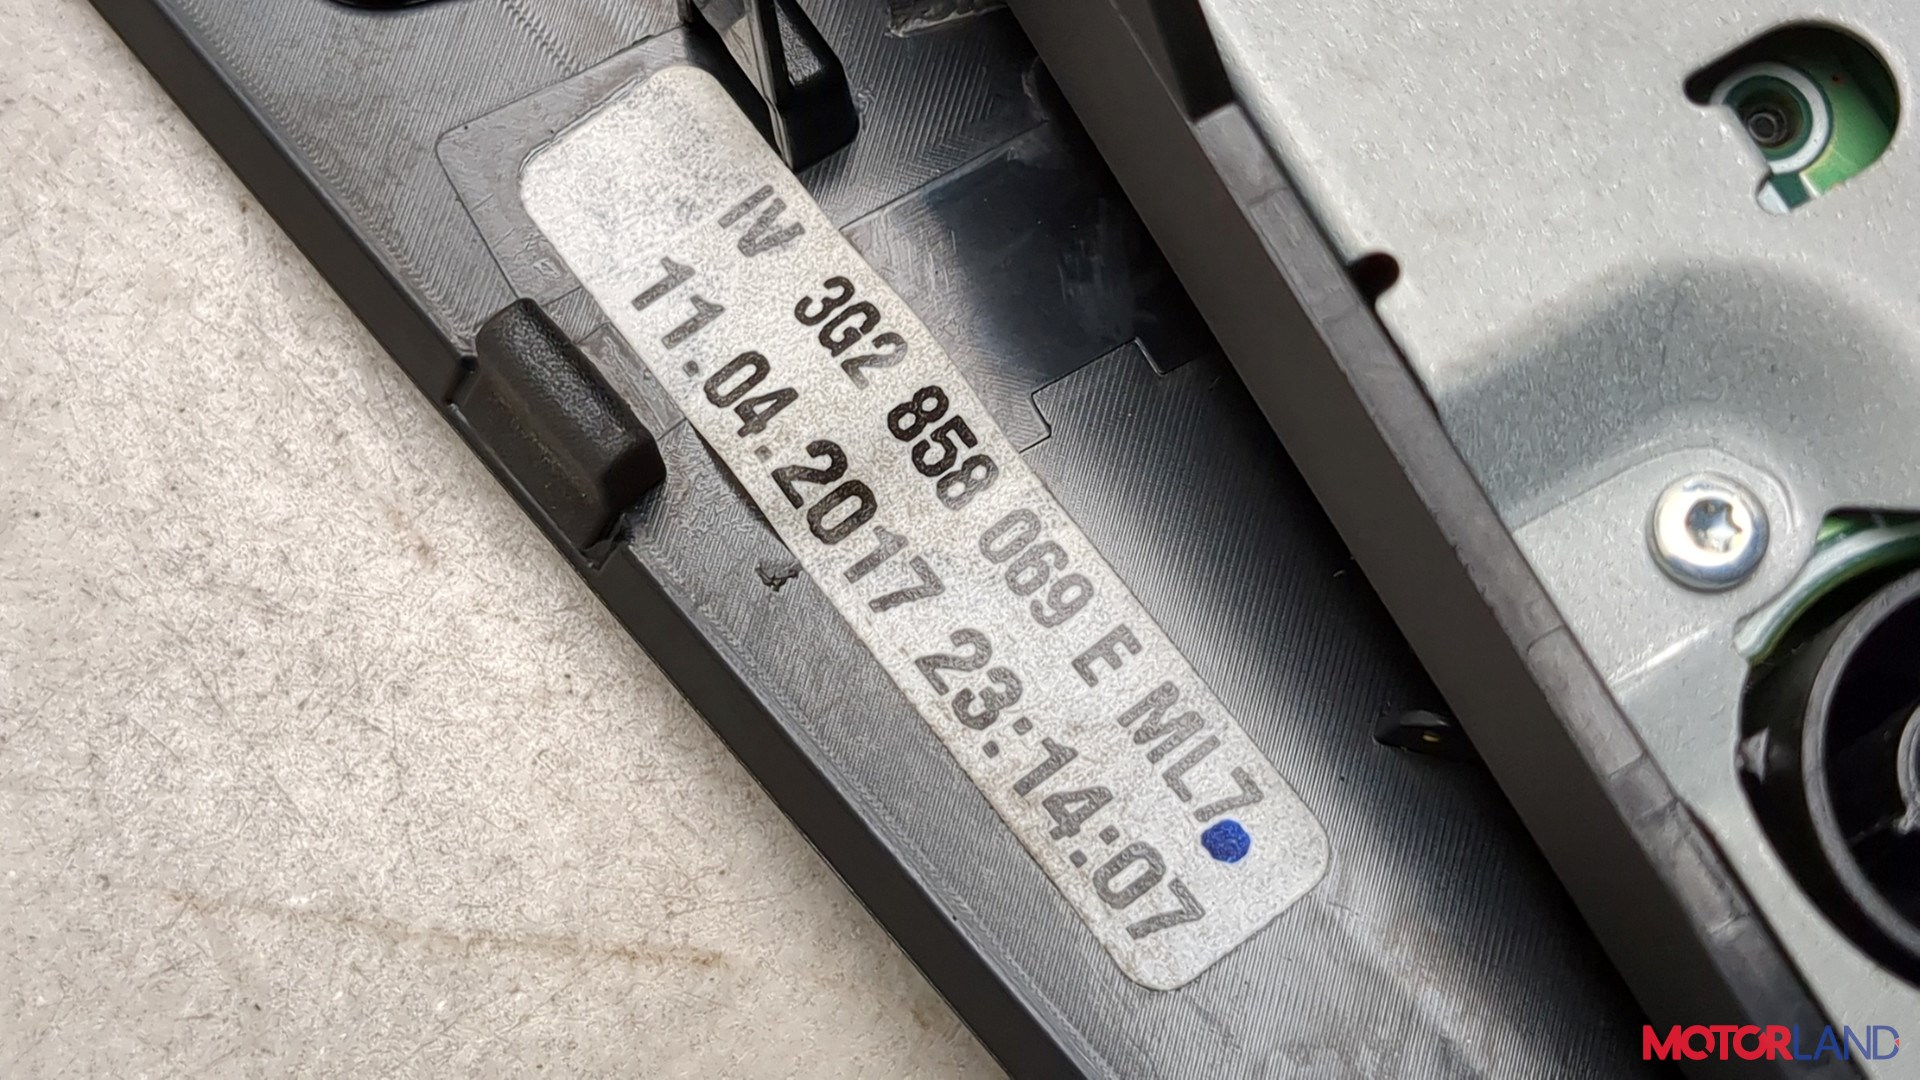 IV 3G2 858 069 E ML7
11.04.2017 23:14:07
MOTORLAND